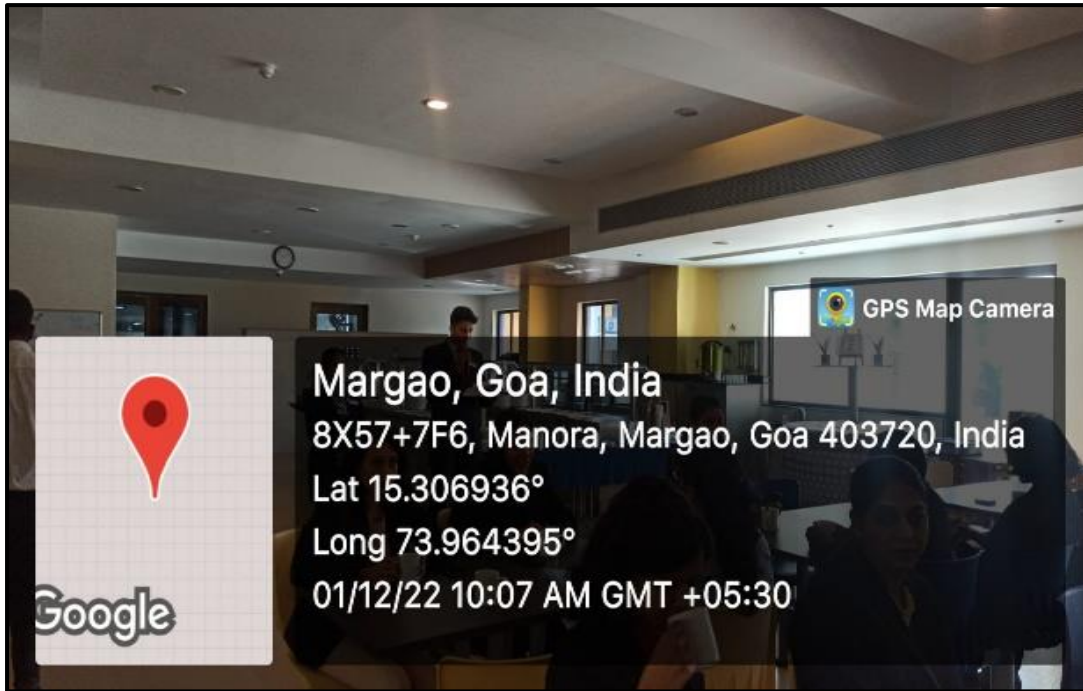 GPS Map Camera
Margao, Goa, India
8X57+7F6, Manora, Margao, Goa 403720, India
Lat 15.306936°
Long 73.964395°
01/12/22 10:07 AM GMT +05:30
Google